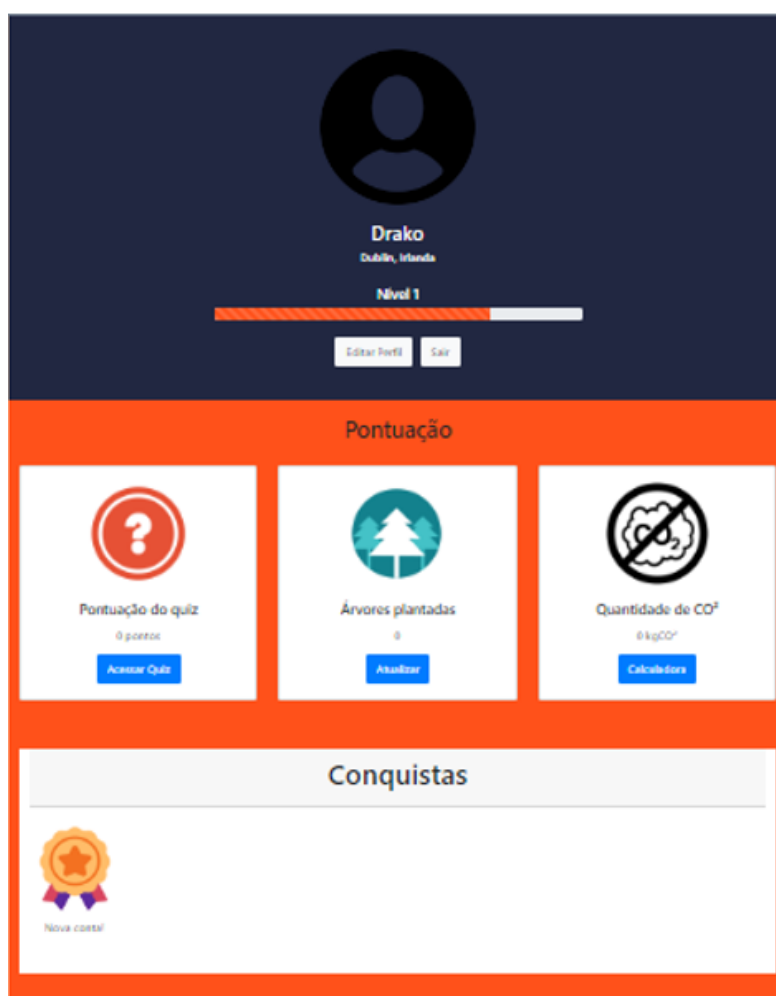 Drako
Dublin, Irlanda
Nível 1
Editar Perfil
Sair
Pontuação
?
Pontuação do quiz
0 pontos
Acessar Quiz
Árvores plantadas
0
Atualizar
CO₂
Quantidade de CO²
0 kgCO²
Calculadora
Conquistas
Nova conta!